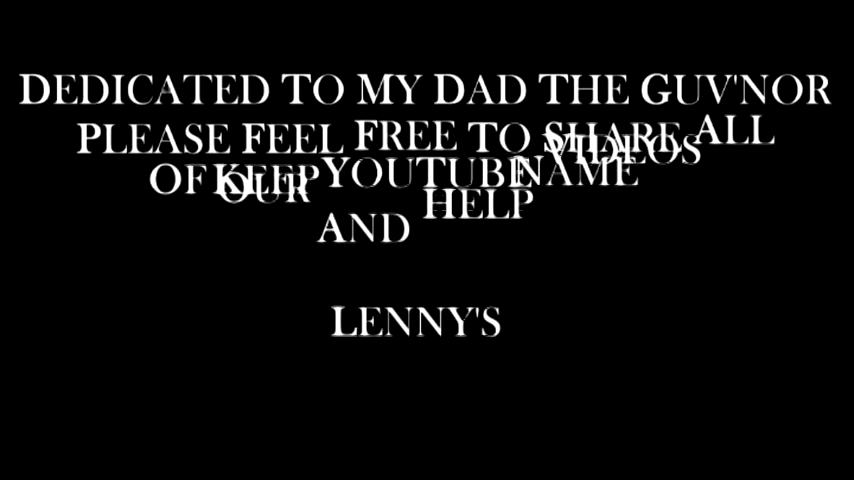 DEDICATED TO MY DAD THE GUV'NOR
PLEASE FEEL FREE TO SHARE ALL
OF OUR YOUTUBE VIDEOS
AND HELP KEEP
LENNY'S NAME